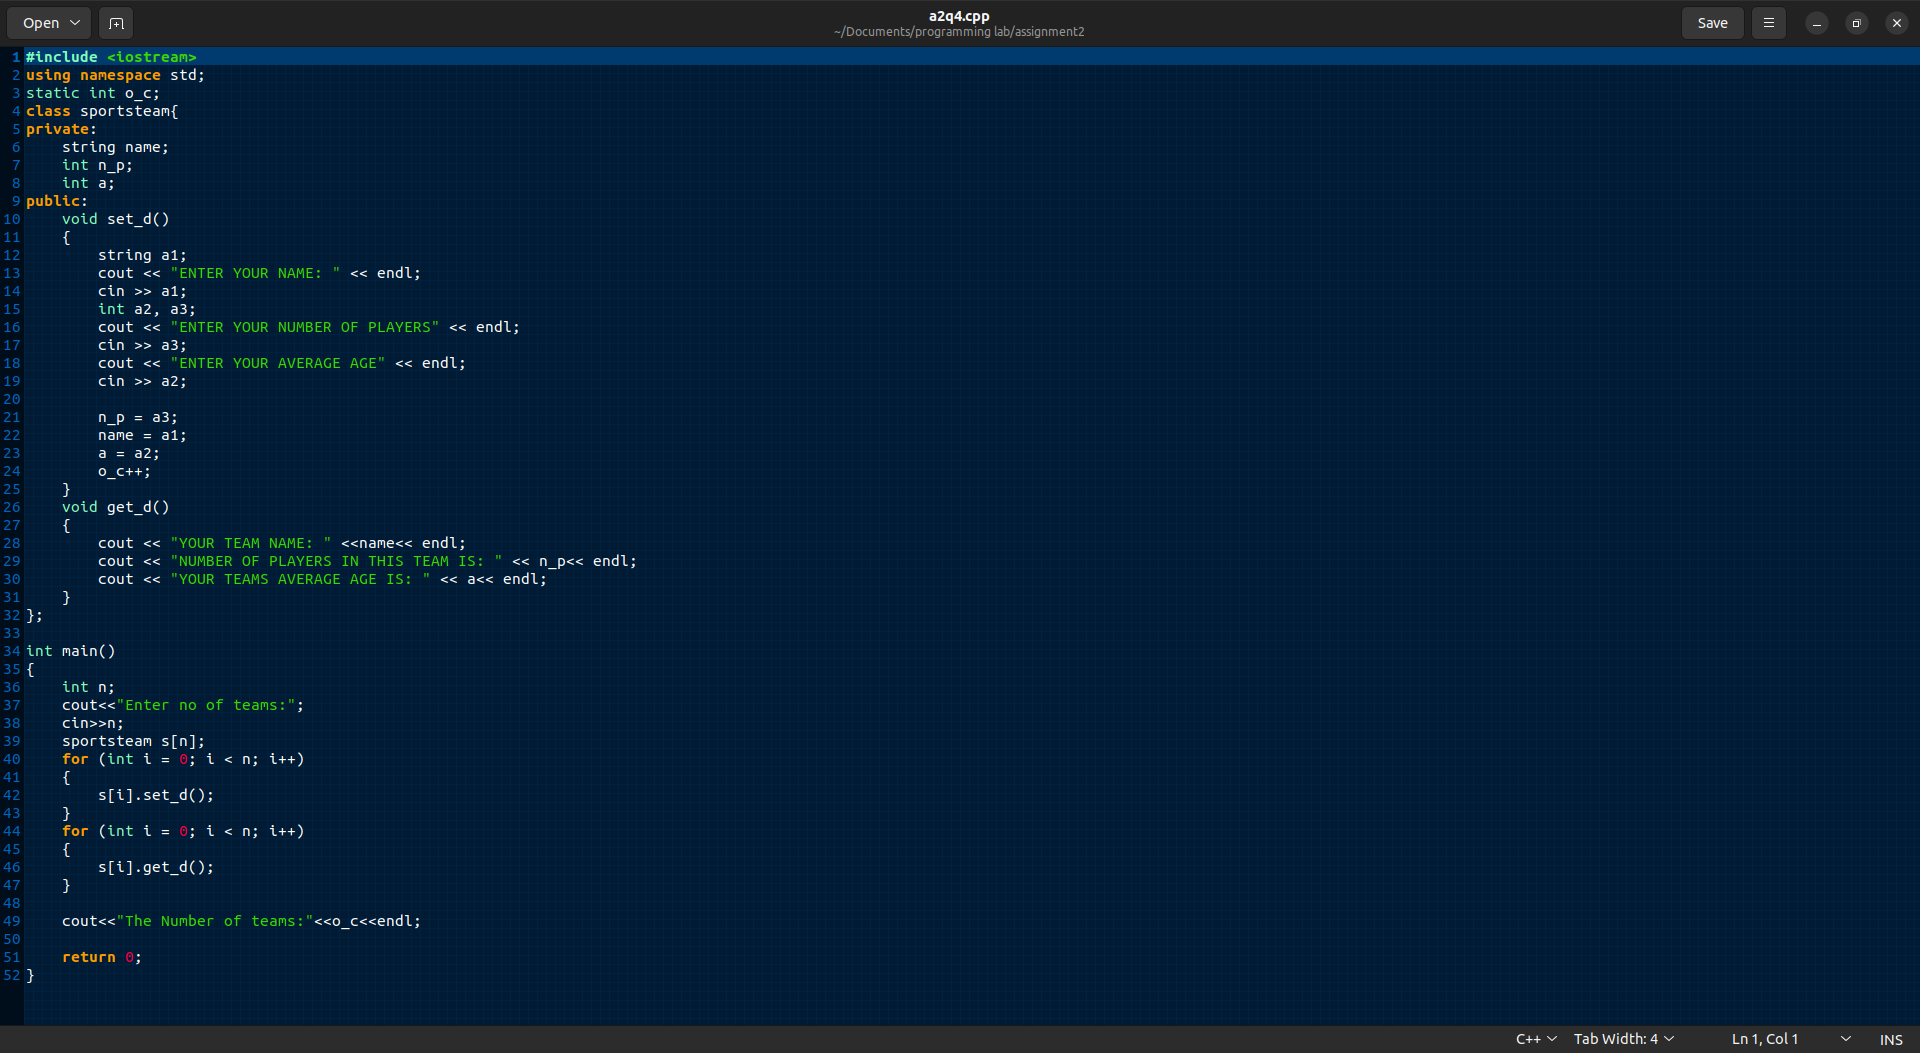 Open
a2q4.cpp
~/Documents/programming lab/assignment2
Save
1 #include <iostream>
2 using namespace std;
3 static int o_c;
4 class sportsteam{
5 private:
6     string name;
7     int n_p;
8     int a;
9 public:
10     void set_d()
11     {
12         string a1;
13         cout << "ENTER YOUR NAME: " << endl;
14         cin >> a1;
15         int a2, a3;
16         cout << "ENTER YOUR NUMBER OF PLAYERS" << endl;
17         cin >> a3;
18         cout << "ENTER YOUR AVERAGE AGE" << endl;
19         cin >> a2;
20
21         n_p = a3;
22         name = a1;
23         a = a2;
24         o_c++;
25     }
26     void get_d()
27     {
28         cout << "YOUR TEAM NAME: " <<name<< endl;
29         cout << "NUMBER OF PLAYERS IN THIS TEAM IS: " << n_p<< endl;
30         cout << "YOUR TEAMS AVERAGE AGE IS: " << a<< endl;
31     }
32 };
33
34 int main()
35 {
36     int n;
37     cout<<"Enter no of teams:";
38     cin>>n;
39     sportsteam s[n];
40     for (int i = 0; i < n; i++)
41     {
42         s[i].set_d();
43     }
44     for (int i = 0; i < n; i++)
45     {
46         s[i].get_d();
47     }
48
49     cout<<"The Number of teams:"<<o_c<<endl;
50
51     return 0;
52 }
C++ Tab Width: 4 Ln 1, Col 1 INS